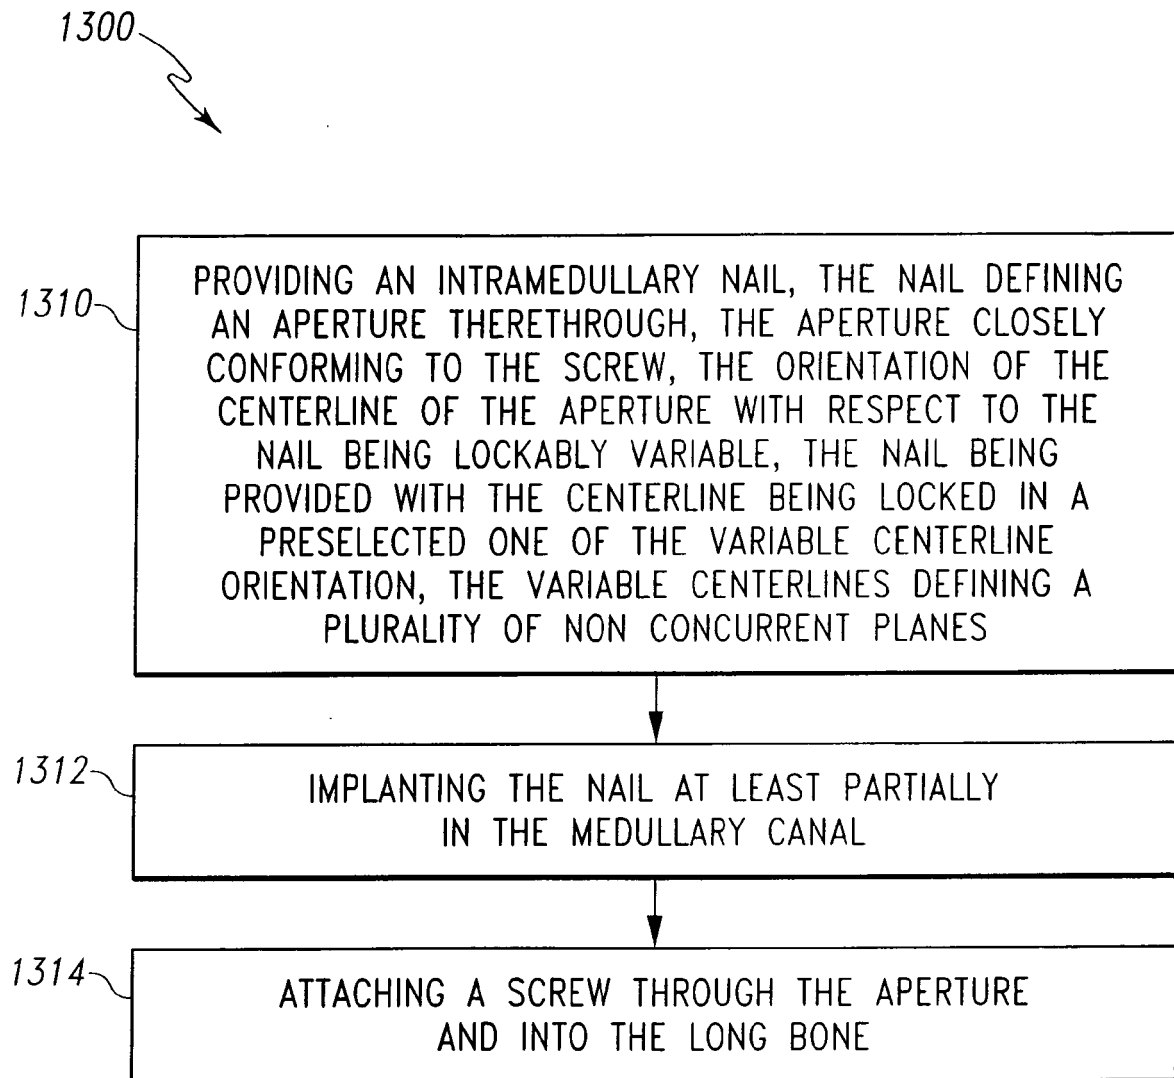 1300
1310
PROVIDING AN INTRAMEDULLARY NAIL, THE NAIL DEFINING
AN APERTURE THERETHROUGH, THE APERTURE CLOSELY
CONFORMING TO THE SCREW, THE ORIENTATION OF THE
CENTERLINE OF THE APERTURE WITH RESPECT TO THE
NAIL BEING LOCKABLY VARIABLE, THE NAIL BEING
PROVIDED WITH THE CENTERLINE BEING LOCKED IN A
PRESELECTED ONE OF THE VARIABLE CENTERLINE
ORIENTATION, THE VARIABLE CENTERLINES DEFINING A
PLURALITY OF NON CONCURRENT PLANES
1312
IMPLANTING THE NAIL AT LEAST PARTIALLY
IN THE MEDULLARY CANAL
1314
ATTACHING A SCREW THROUGH THE APERTURE
AND INTO THE LONG BONE